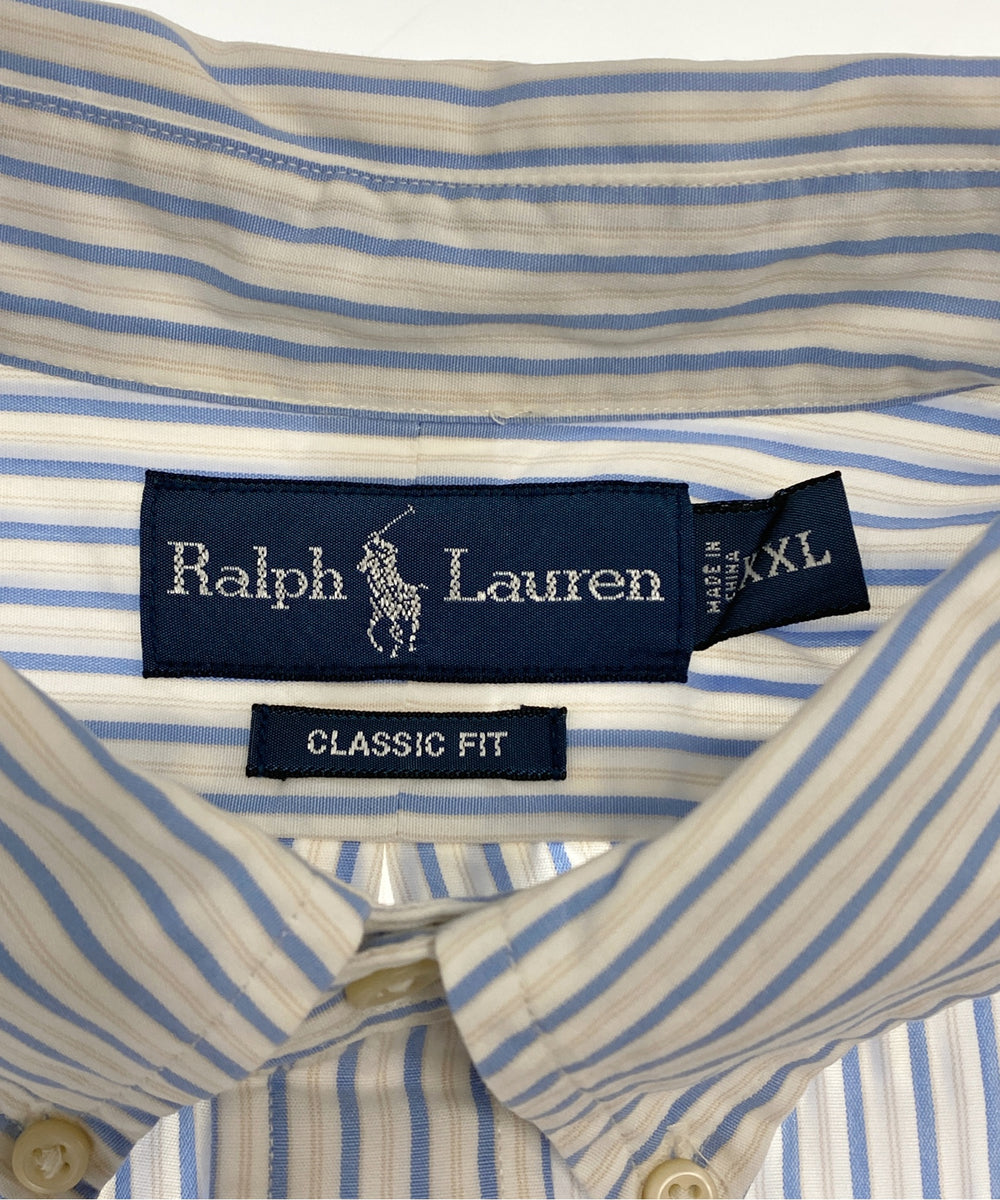 Ralph Lauren
MADE IN
CHINA
XXL
CLASSIC FIT